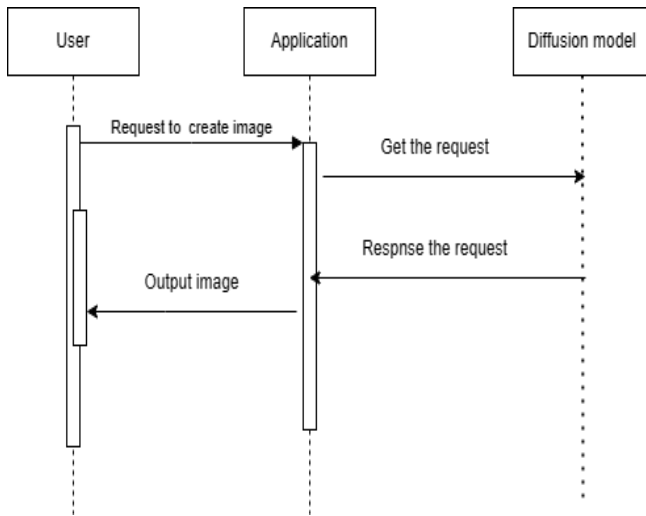 User
Application
Diffusion model
Request to create image
Get the request
Respnse the request
Output image